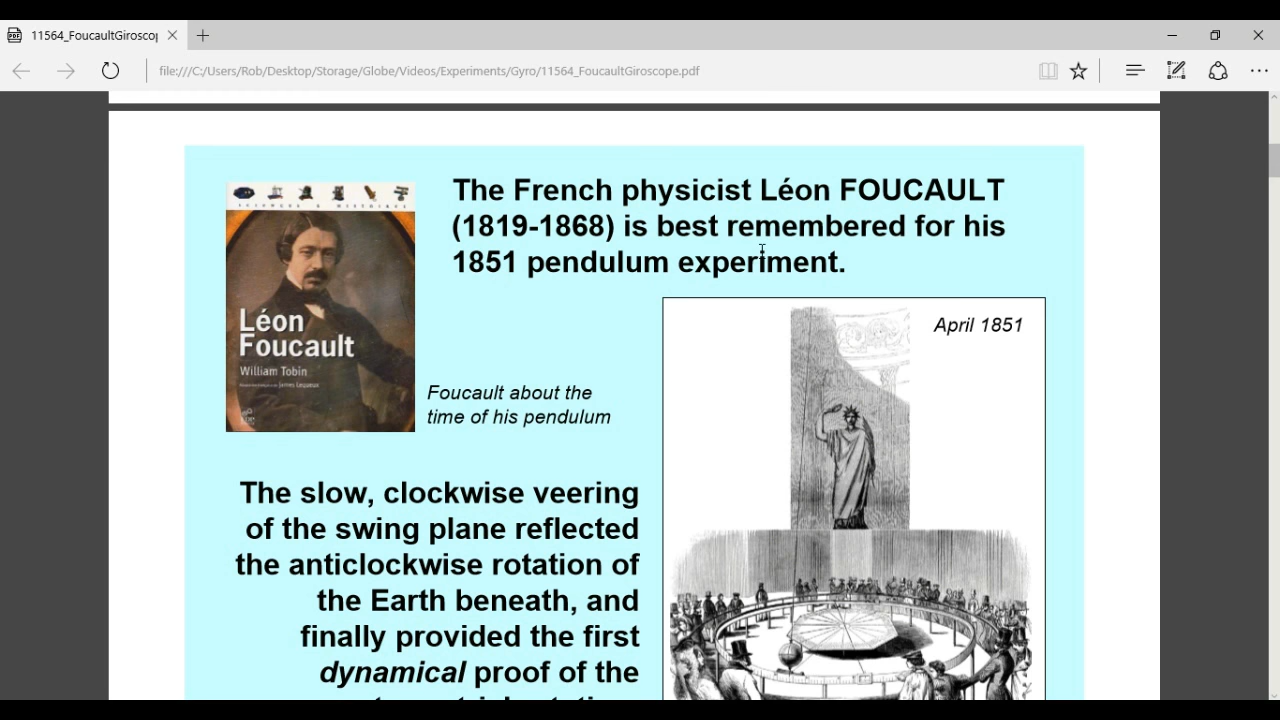 11564_FoucaultGirosco
file:///C:/Users/Rob/Desktop/Storage/Globe/Videos/Experiments/Gyro/11564_FoucaultGiroscope.pdf
The French physicist Léon FOUCAULT
(1819-1868) is best remembered for his
1851 pendulum experiment.
SCIENCES & HISTOIRE
Léon
Foucault
William Tobin
Foucault about the
time of his pendulum
April 1851
The slow, clockwise veering
of the swing plane reflected
the anticlockwise rotation of
the Earth beneath, and
finally provided the first
dynamical proof of the